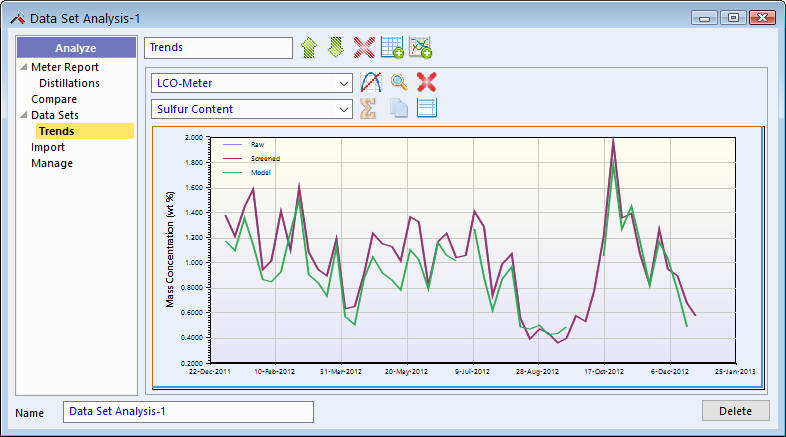 Data Set Analysis-1
Analyze
Meter Report
Distillations
Compare
Data Sets
Trends
Import
Manage
Trends
LCO-Meter
Sulfur Content
Raw
Screened
Model
Mass Concentration (wt %)
2.000
1.800
1.600
1.400
1.200
1.000
0.8000
0.6000
0.4000
0.2000
22-Dec-2011 10-Feb-2012 31-Mar-2012 20-May-2012 9-Jul-2012 28-Aug-2012 17-Oct-2012 6-Dec-2012 25-Jan-2013
Name Data Set Analysis-1 Delete